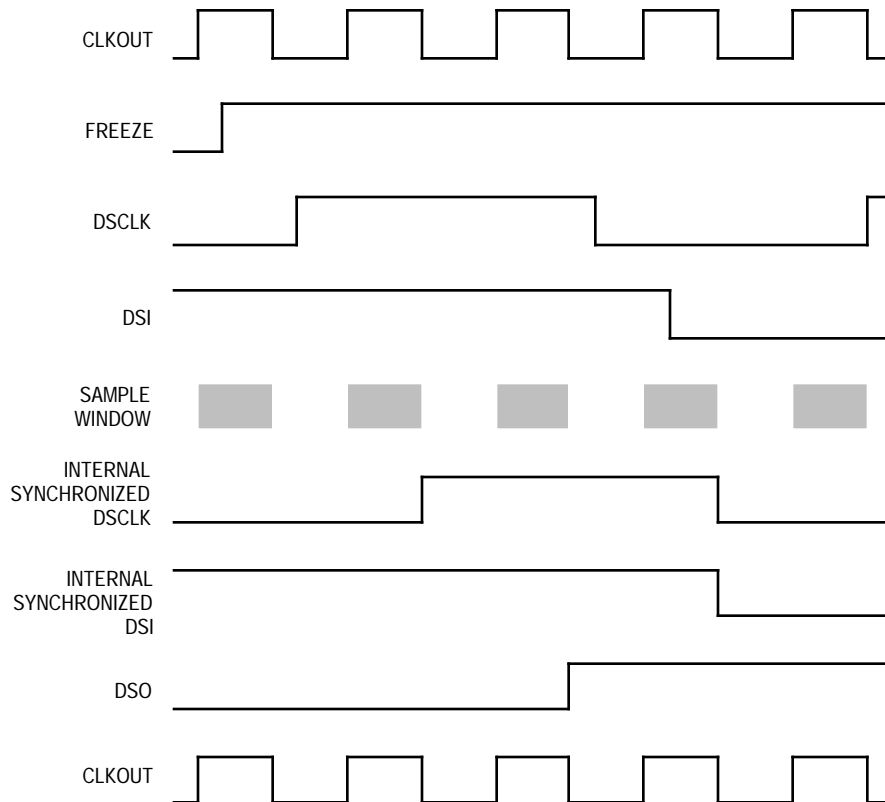 CLKOUT
FREEZE
DSCLK
DSI
SAMPLE
WINDOW
INTERNAL
SYNCHRONIZED
DSCLK
INTERNAL
SYNCHRONIZED
DSI
DSO
CLKOUT